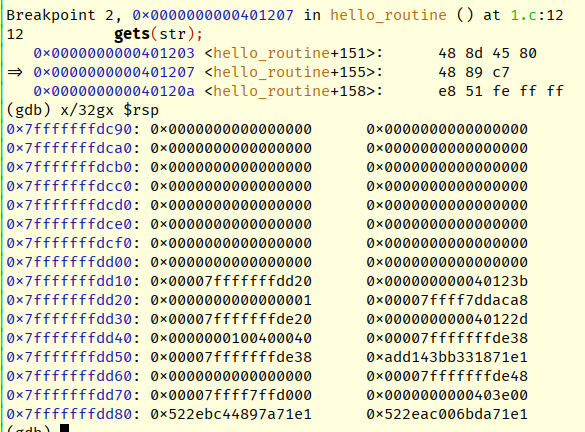 Breakpoint 2, 0x0000000000401207 in hello_routine () at 1.c:12
12 gets(str);
0x0000000000401203 <hello_routine+151>: 48 8d 45 80
=> 0x0000000000401207 <hello_routine+155>: 48 89 c7
0x000000000040120a <hello_routine+158>: e8 51 fe ff ff
(gdb) x/32gx $rsp
0x7fffffffdc90: 0x0000000000000000 0x0000000000000000
0x7fffffffdca0: 0x0000000000000000 0x0000000000000000
0x7fffffffdcb0: 0x0000000000000000 0x0000000000000000
0x7fffffffdcc0: 0x0000000000000000 0x0000000000000000
0x7fffffffdcd0: 0x0000000000000000 0x0000000000000000
0x7fffffffdce0: 0x0000000000000000 0x0000000000000000
0x7fffffffdcf0: 0x0000000000000000 0x0000000000000000
0x7fffffffdd00: 0x0000000000000000 0x0000000000000000
0x7fffffffdd10: 0x00007fffffffdd20 0x000000000040123b
0x7fffffffdd20: 0x0000000000000001 0x00007ffff7ddaca8
0x7fffffffdd30: 0x00007fffffffde20 0x000000000040122d
0x7fffffffdd40: 0x0000000100400040 0x00007fffffffde38
0x7fffffffdd50: 0x00007fffffffde38 0xadd143bb331871e1
0x7fffffffdd60: 0x0000000000000000 0x00007fffffffde48
0x7fffffffdd70: 0x00007ffff7ffd000 0x0000000000403e00
0x7fffffffdd80: 0x522ebc44897a71e1 0x522eac006bda71e1
(gdb)